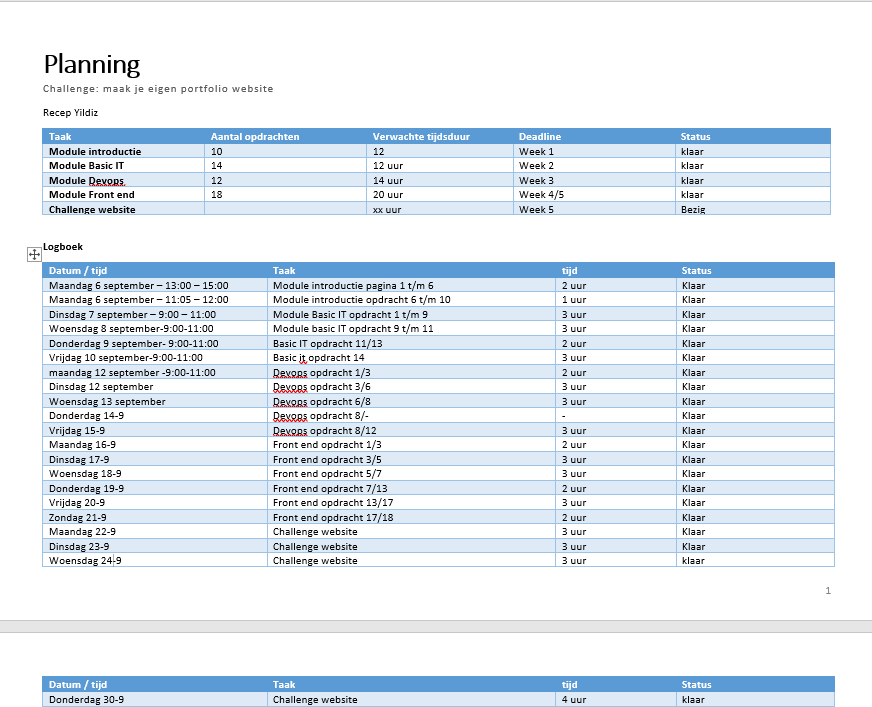 Planning
Challenge: maak je eigen portfolio website
Recep Yildiz
Taak Aantal opdrachten Verwachte tijdsduur Deadline Status
Module introductie 10 12 Week 1 klaar
Module Basic IT 14 12 uur Week 2 klaar
Module Devops 12 14 uur Week 3 klaar
Module Front end 18 20 uur Week 4/5 klaar
Challenge website xx uur Week 5 Bezig
Logboek
Datum / tijd Taak tijd Status
Maandag 6 september – 13:00 – 15:00 Module introductie pagina 1 t/m 6 2 uur Klaar
Maandag 6 september – 11:05 – 12:00 Module introductie opdracht 6 t/m 10 1 uur Klaar
Dinsdag 7 september – 9:00 – 11:00 Module Basic IT opdracht 1 t/m 9 3 uur Klaar
Woensdag 8 september-9:00-11:00 Module basic IT opdracht 9 t/m 11 3 uur Klaar
Donderdag 9 september- 9:00-11:00 Basic IT opdracht 11/13 2 uur Klaar
Vrijdag 10 september-9:00-11:00 Basic it opdracht 14 3 uur Klaar
maandag 12 september -9:00-11:00 Devops opdracht 1/3 2 uur Klaar
Dinsdag 12 september Devops opdracht 3/6 3 uur Klaar
Woensdag 13 september Devops opdracht 6/8 3 uur Klaar
Donderdag 14-9 Devops opdracht 8/- - Klaar
Vrijdag 15-9 Devops opdracht 8/12 3 uur Klaar
Maandag 16-9 Front end opdracht 1/3 2 uur Klaar
Dinsdag 17-9 Front end opdracht 3/5 3 uur Klaar
Woensdag 18-9 Front end opdracht 5/7 3 uur Klaar
Donderdag 19-9 Front end opdracht 7/13 2 uur Klaar
Vrijdag 20-9 Front end opdracht 13/17 3 uur Klaar
Zondag 21-9 Front end opdracht 17/18 2 uur Klaar
Maandag 22-9 Challenge website 3 uur Klaar
Dinsdag 23-9 Challenge website 3 uur Klaar
Woensdag 24-9 Challenge website 3 uur klaar
1
Datum / tijd Taak tijd Status
Donderdag 30-9 Challenge website 4 uur klaar